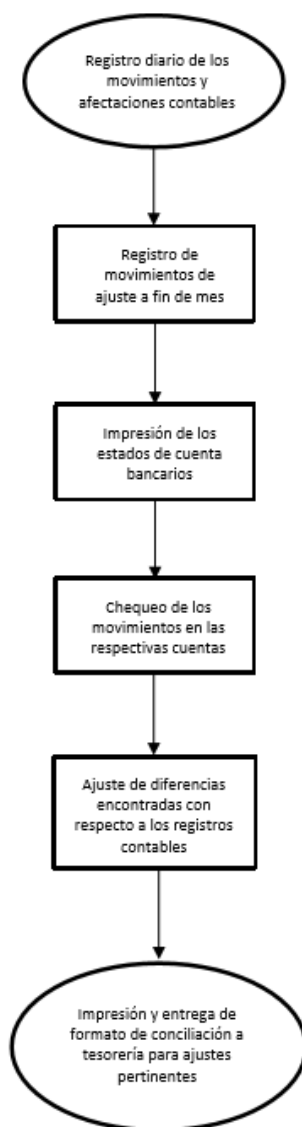 Registro diario de los
movimientos y
afectaciones contables
Registro de
movimientos de
ajuste a fin de mes
Impresión de los
estados de cuenta
bancarios
Chequeo de los
movimientos en las
respectivas cuentas
Ajuste de diferencias
encontradas con
respecto a los registros
contables
Impresión y entrega de
formato de conciliación a
tesorería para ajustes
pertinentes